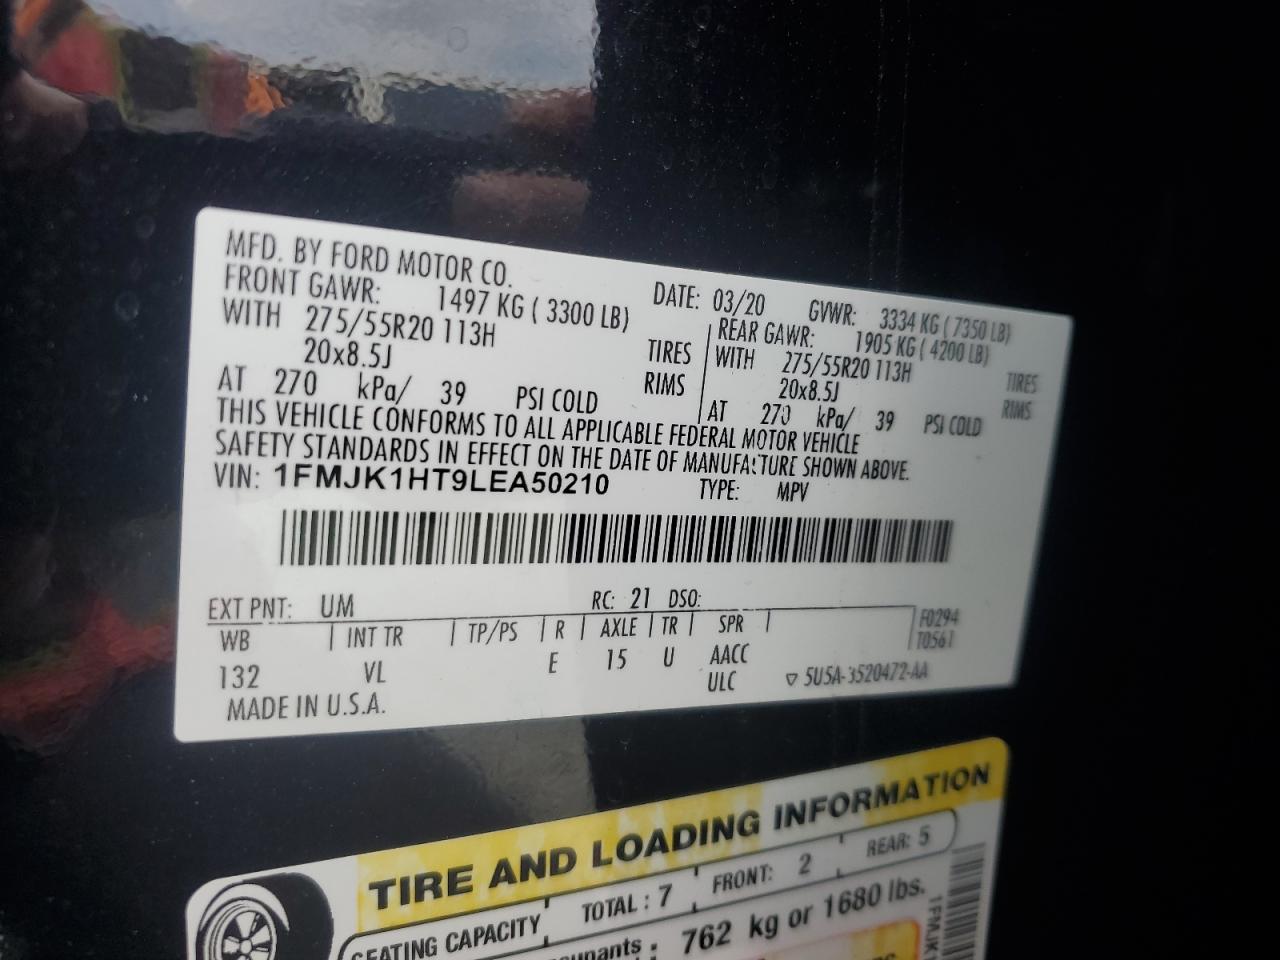 MFD. BY FORD MOTOR CO.
DATE: 03/20 GVWR: 3334 KG ( 7350 LB)
FRONT GAWR: 1497 KG ( 3300 LB)
REAR GAWR: 1905 KG ( 4200 LB)
WITH 275/55R20 113H TIRES
WITH 275/55R20 113H TIRES
20x8.5J RIMS
20x8.5J RIMS
AT 270 kPa/ 39 PSI COLD
AT 270 kPa/ 39 PSI COLD
THIS VEHICLE CONFORMS TO ALL APPLICABLE FEDERAL MOTOR VEHICLE
SAFETY STANDARDS IN EFFECT ON THE DATE OF MANUFACTURE SHOWN ABOVE.
VIN: 1FMJK1HT9LEA50210 TYPE: MPV
EXT PNT: UM RC: 21 DSO:
WB | INT TR | TP/PS | R | AXLE | TR | SPR | F0294
T0561
132 VL E 15 U AACC
ULC ▽ 5U5A-3520472-AA
MADE IN U.S.A.
TIRE AND LOADING INFORMATION
SEATING CAPACITY TOTAL : 7 FRONT: 2 REAR: 5
762 kg or 1680 lbs.